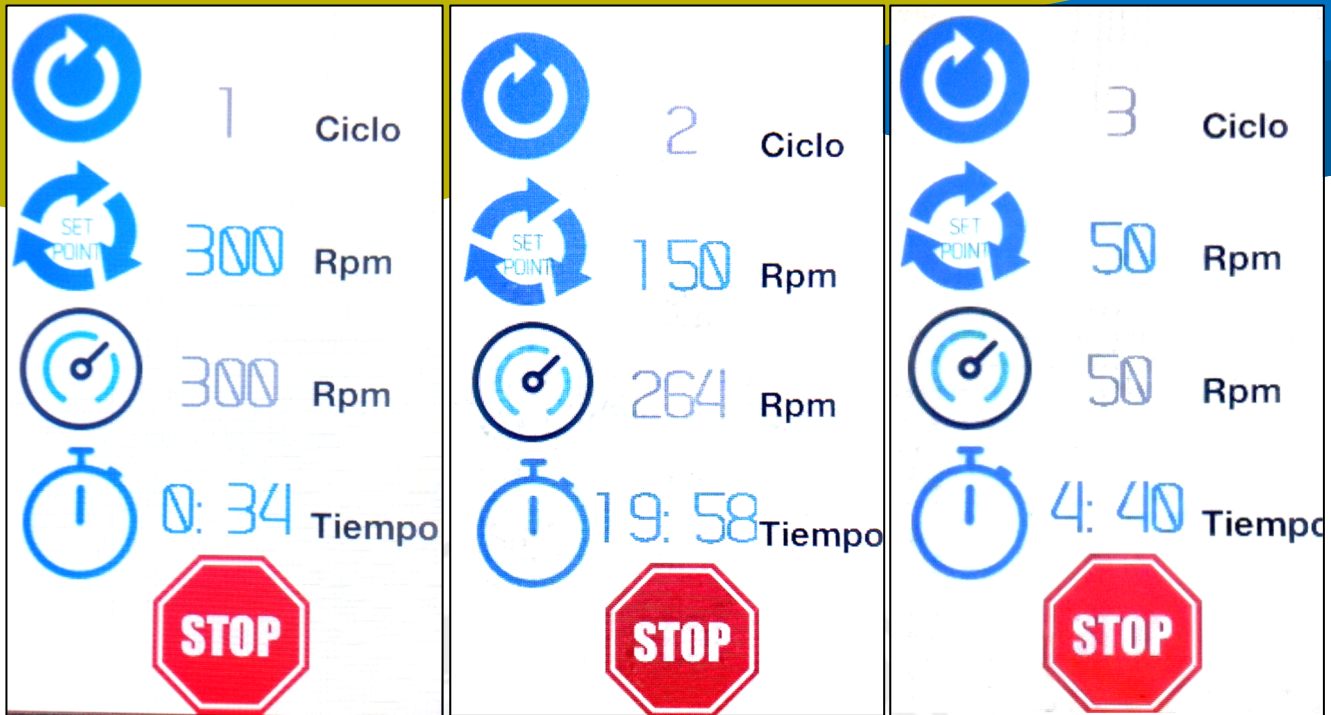 1 Ciclo
SET
POINT
300 Rpm
300 Rpm
0: 34 Tiempo
STOP
2 Ciclo
SET
POINT
150 Rpm
264 Rpm
19: 58 Tiempo
STOP
3 Ciclo
SET
POINT
50 Rpm
50 Rpm
4: 40 Tiempo
STOP